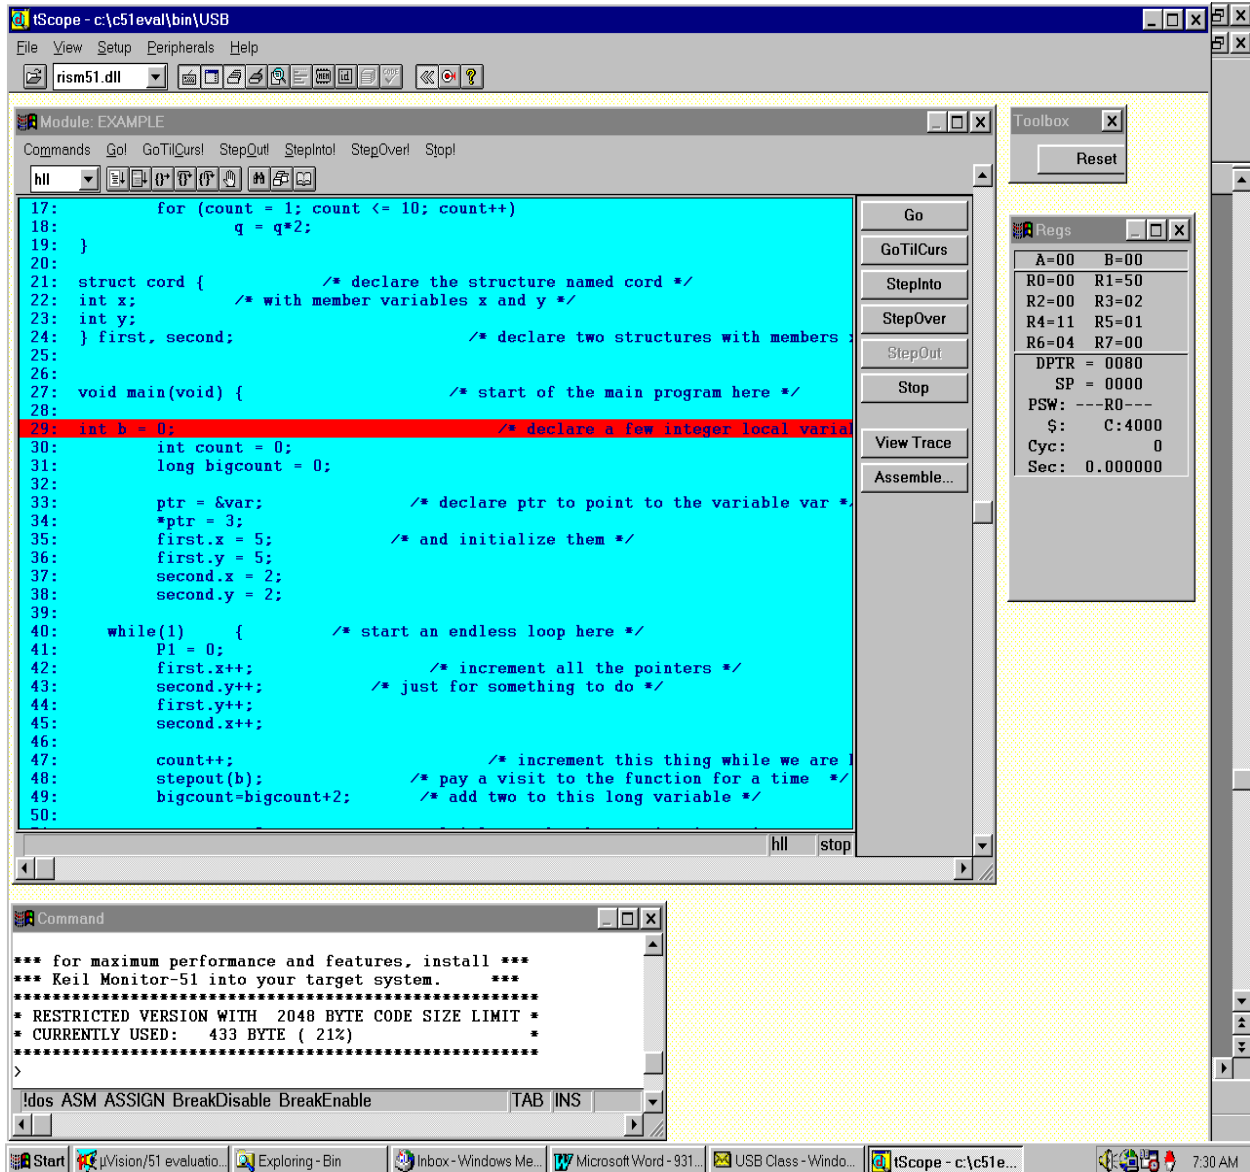 tScope - c:\c51eval\bin\USB
File View Setup Peripherals Help
rism51.dll
Module: EXAMPLE
Commands Go! GoTilCurs! StepOut! StepInto! StepOver! Stop!
hll
17: for (count = 1; count <= 10; count++)
18: q = q*2;
19: }
20:
21: struct cord { /* declare the structure named cord */
22: int x; /* with member variables x and y */
23: int y;
24: } first, second; /* declare two structures with members
25:
26:
27: void main(void) { /* start of the main program here */
28:
29: int b = 0; /* declare a few integer local varia
30: int count = 0;
31: long bigcount = 0;
32:
33: ptr = &var; /* declare ptr to point to the variable var *
34: *ptr = 3;
35: first.x = 5; /* and initialize them */
36: first.y = 5;
37: second.x = 2;
38: second.y = 2;
39:
40: while(1) { /* start an endless loop here */
41: P1 = 0;
42: first.x++; /* increment all the pointers */
43: second.y++; /* just for something to do */
44: first.y++;
45: second.x++;
46:
47: count++; /* increment this thing while we are
48: stepout(b); /* pay a visit to the function for a time */
49: bigcount=bigcount+2; /* add two to this long variable */
50:
hll stop
Go
GoTilCurs
StepInto
StepOver
StepOut
Stop
View Trace
Assemble...
Toolbox
Reset
Regs
A=00 B=00
R0=00 R1=50
R2=00 R3=02
R4=11 R5=01
R6=04 R7=00
DPTR = 0080
SP = 0000
PSW: ---R0---
$: C:4000
Cyc: 0
Sec: 0.000000
Command
*** for maximum performance and features, install ***
*** Keil Monitor-51 into your target system. ***
******************************************************
* RESTRICTED VERSION WITH 2048 BYTE CODE SIZE LIMIT *
* CURRENTLY USED: 433 BYTE ( 21%) *
******************************************************
>
!dos ASM ASSIGN BreakDisable BreakEnable TAB INS
Start µVision/51 evaluatio... Exploring - Bin Inbox - Windows Me... Microsoft Word - 931... USB Class - Windo... tScope - c:\c51e... 7:30 AM